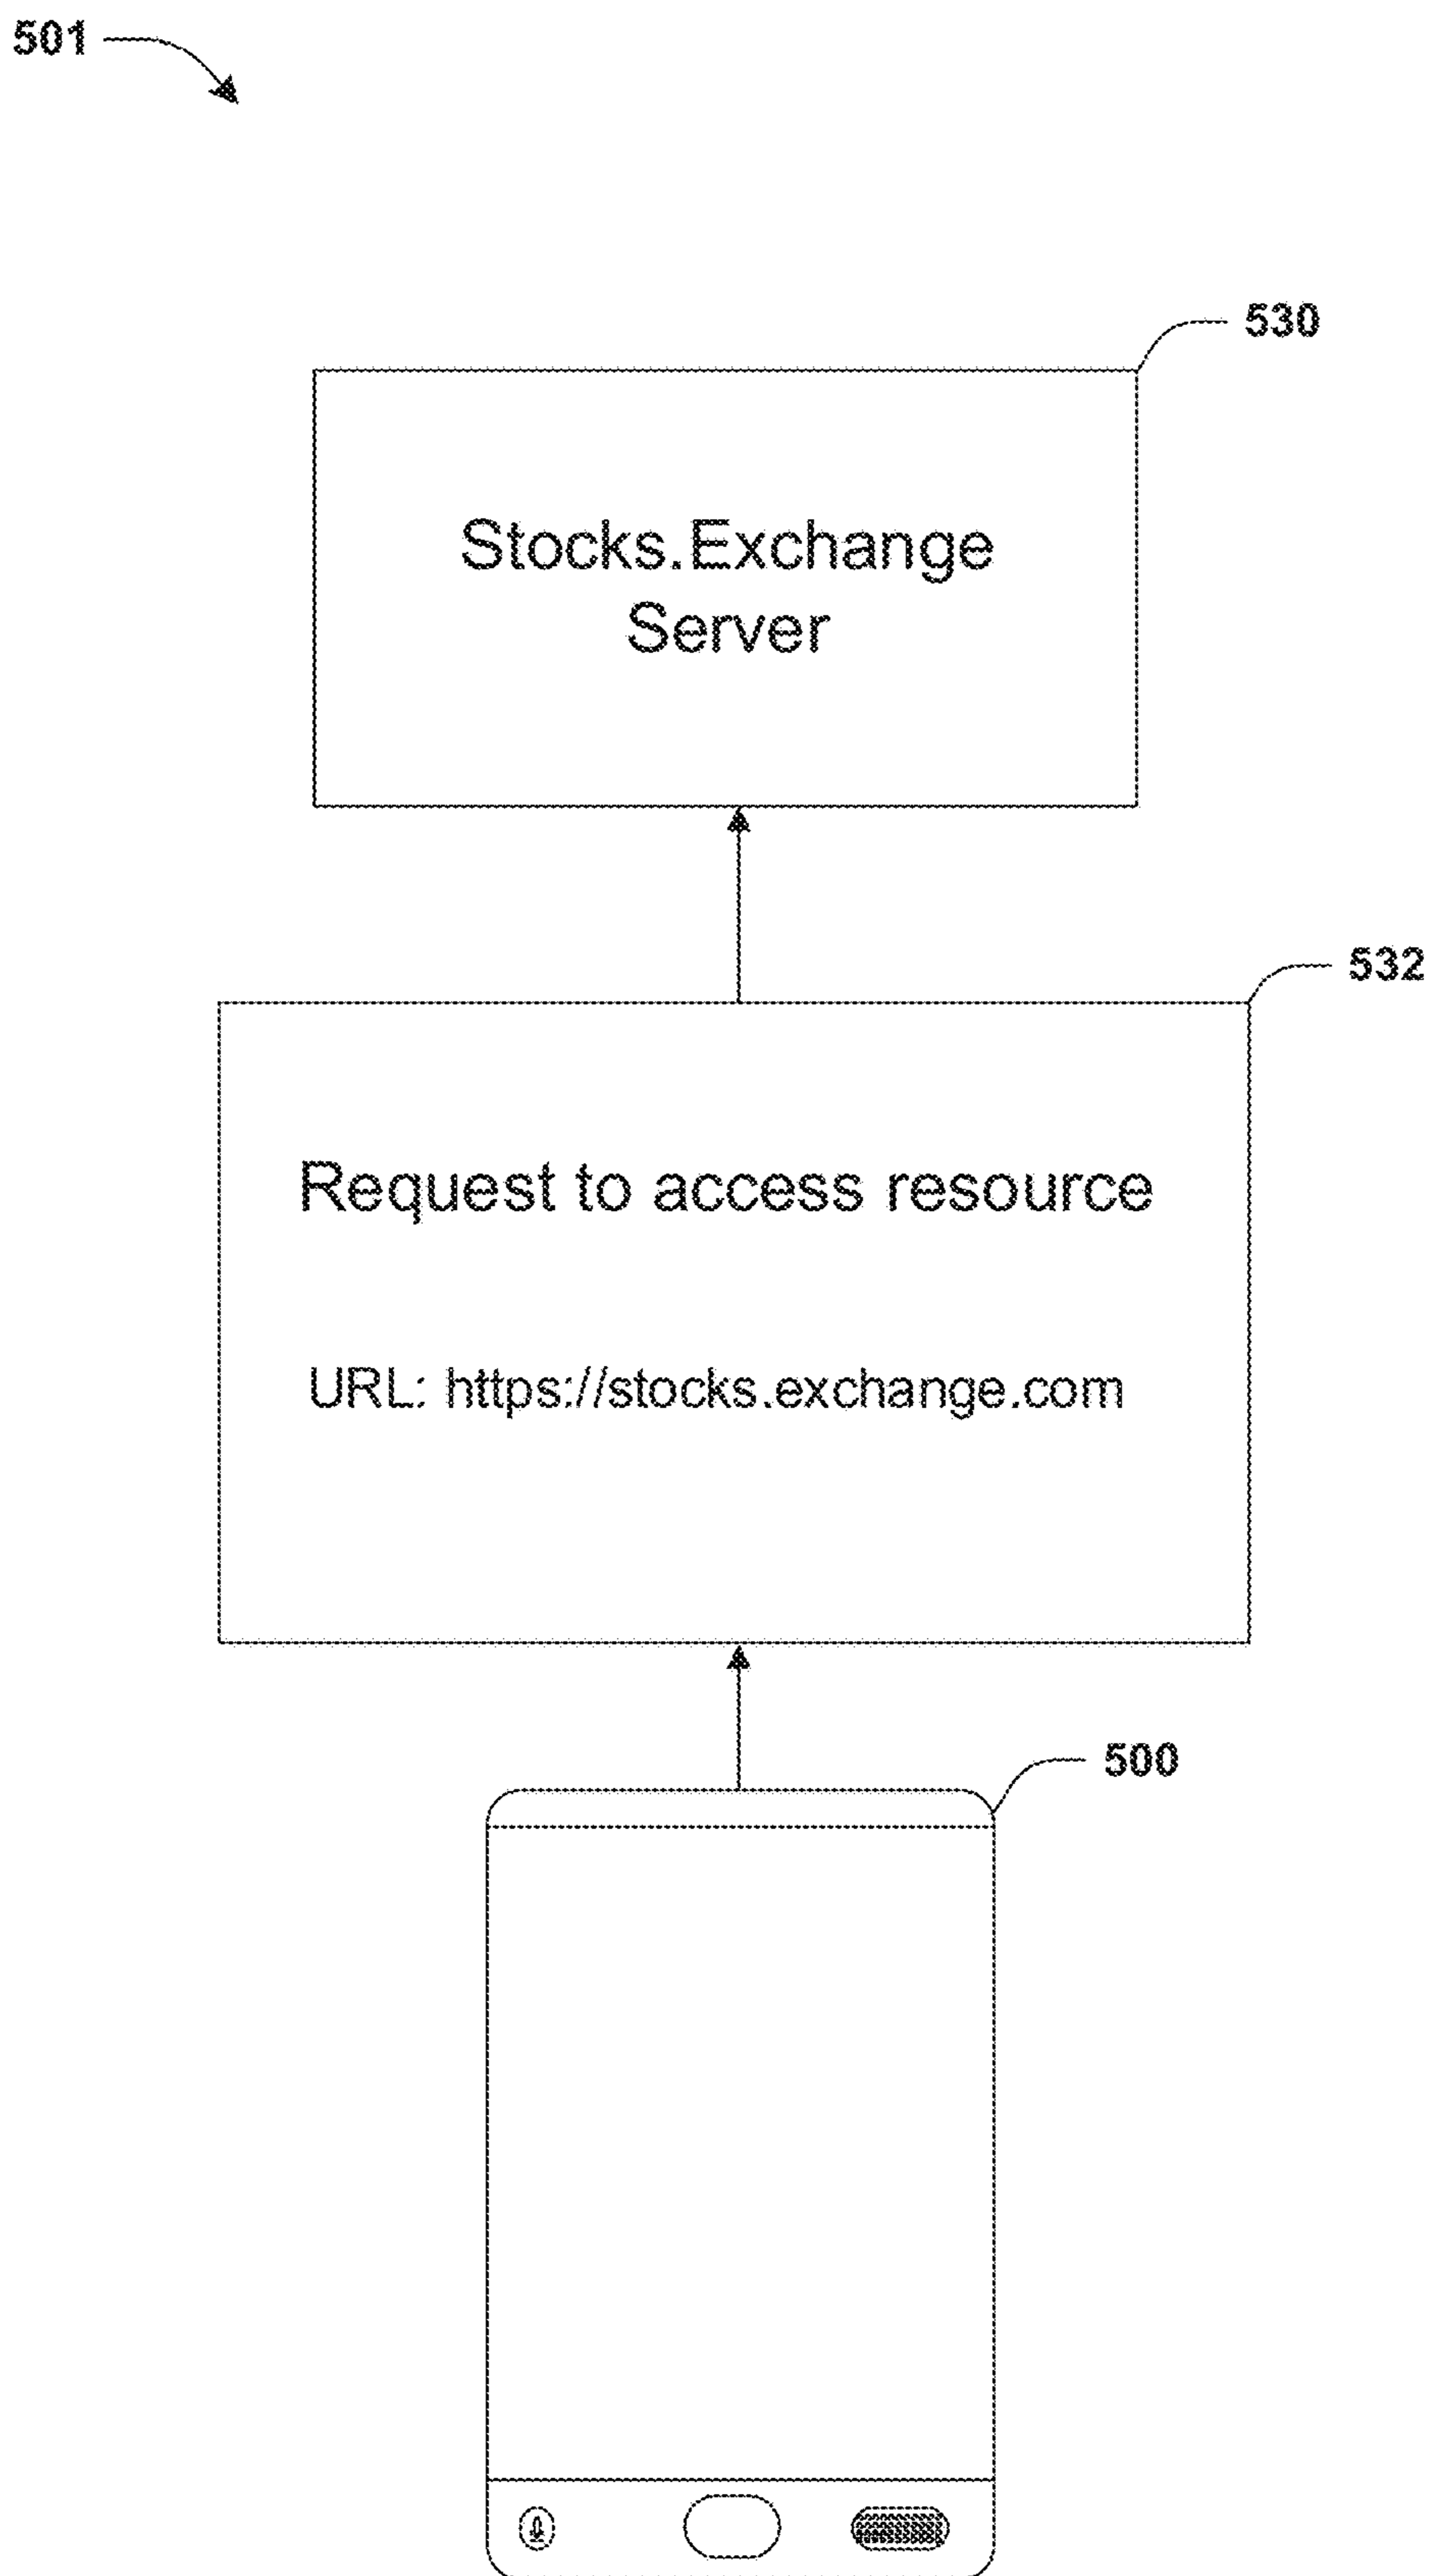 501
530
Stocks.Exchange
Server
532
Request to access resource
URL: https://stocks.exchange.com
500